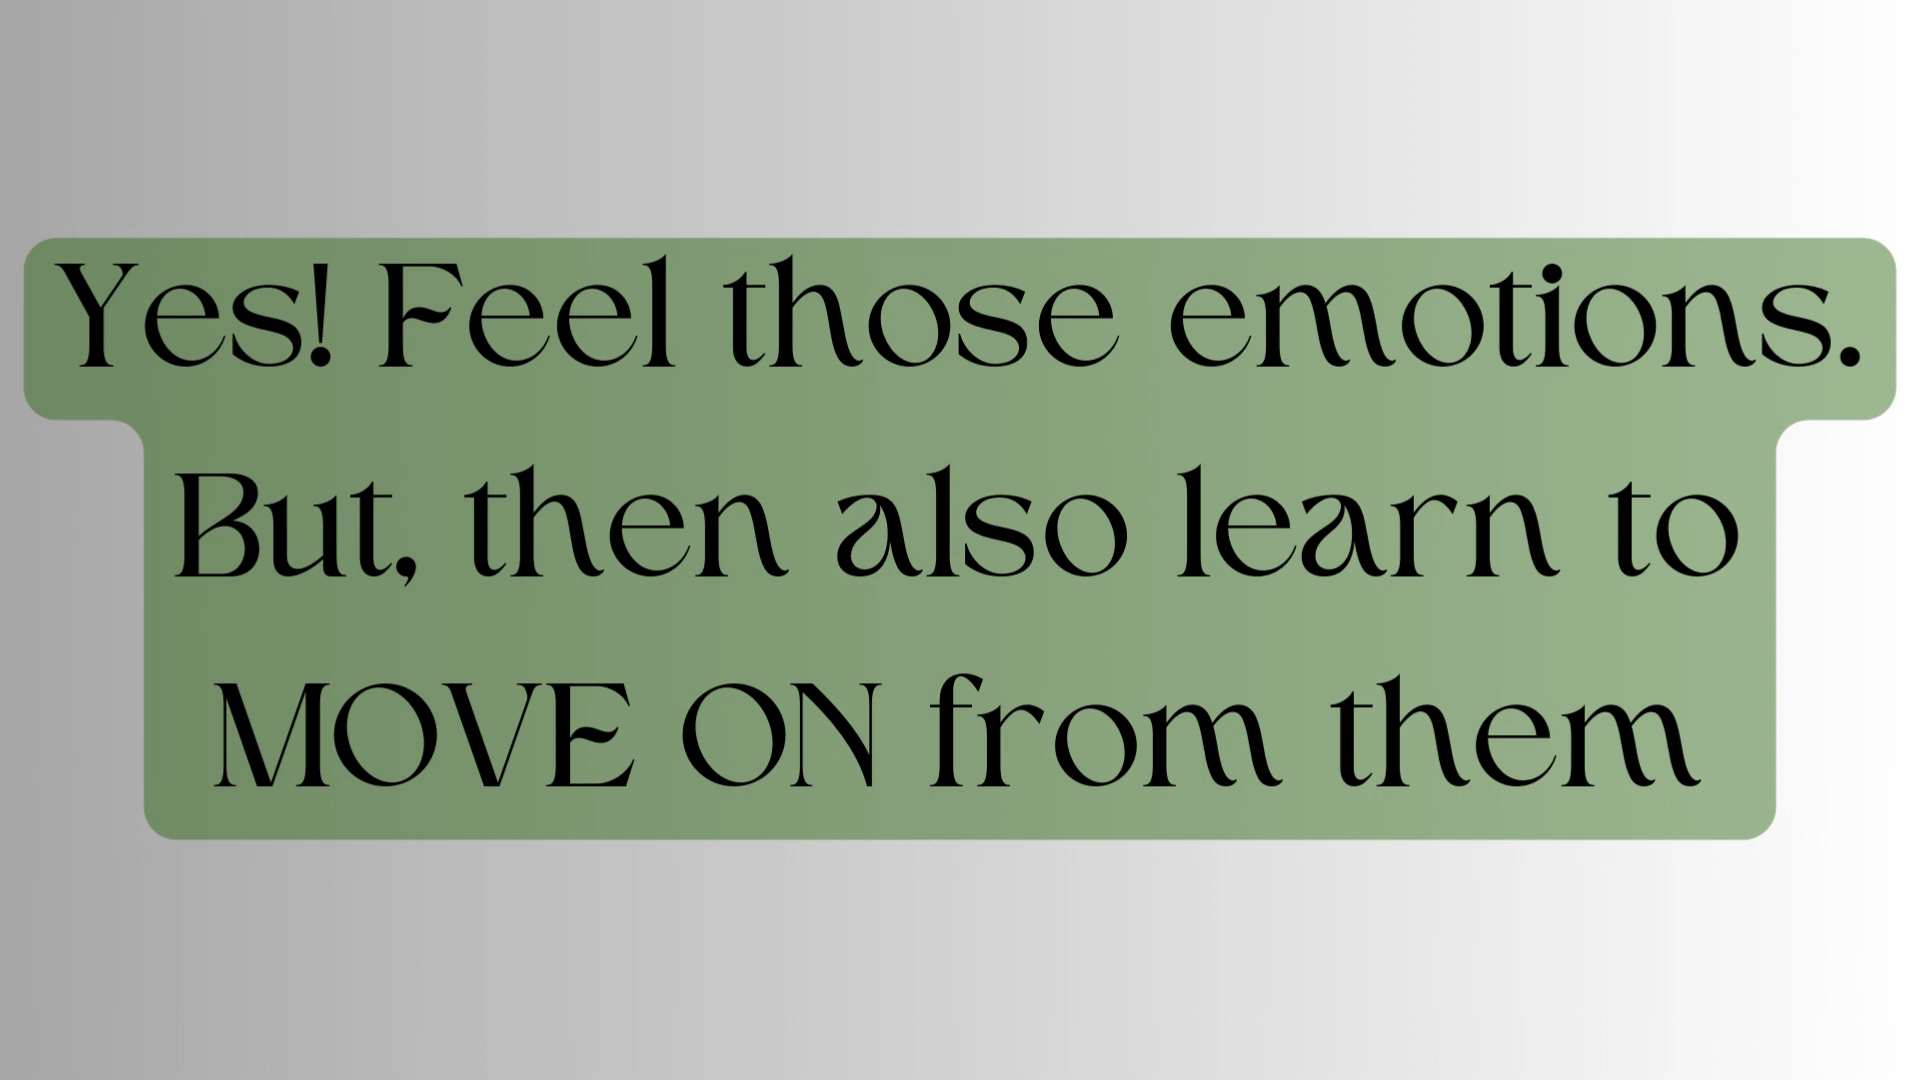 Yes! Feel those emotions.
But, then also learn to
MOVE ON from them